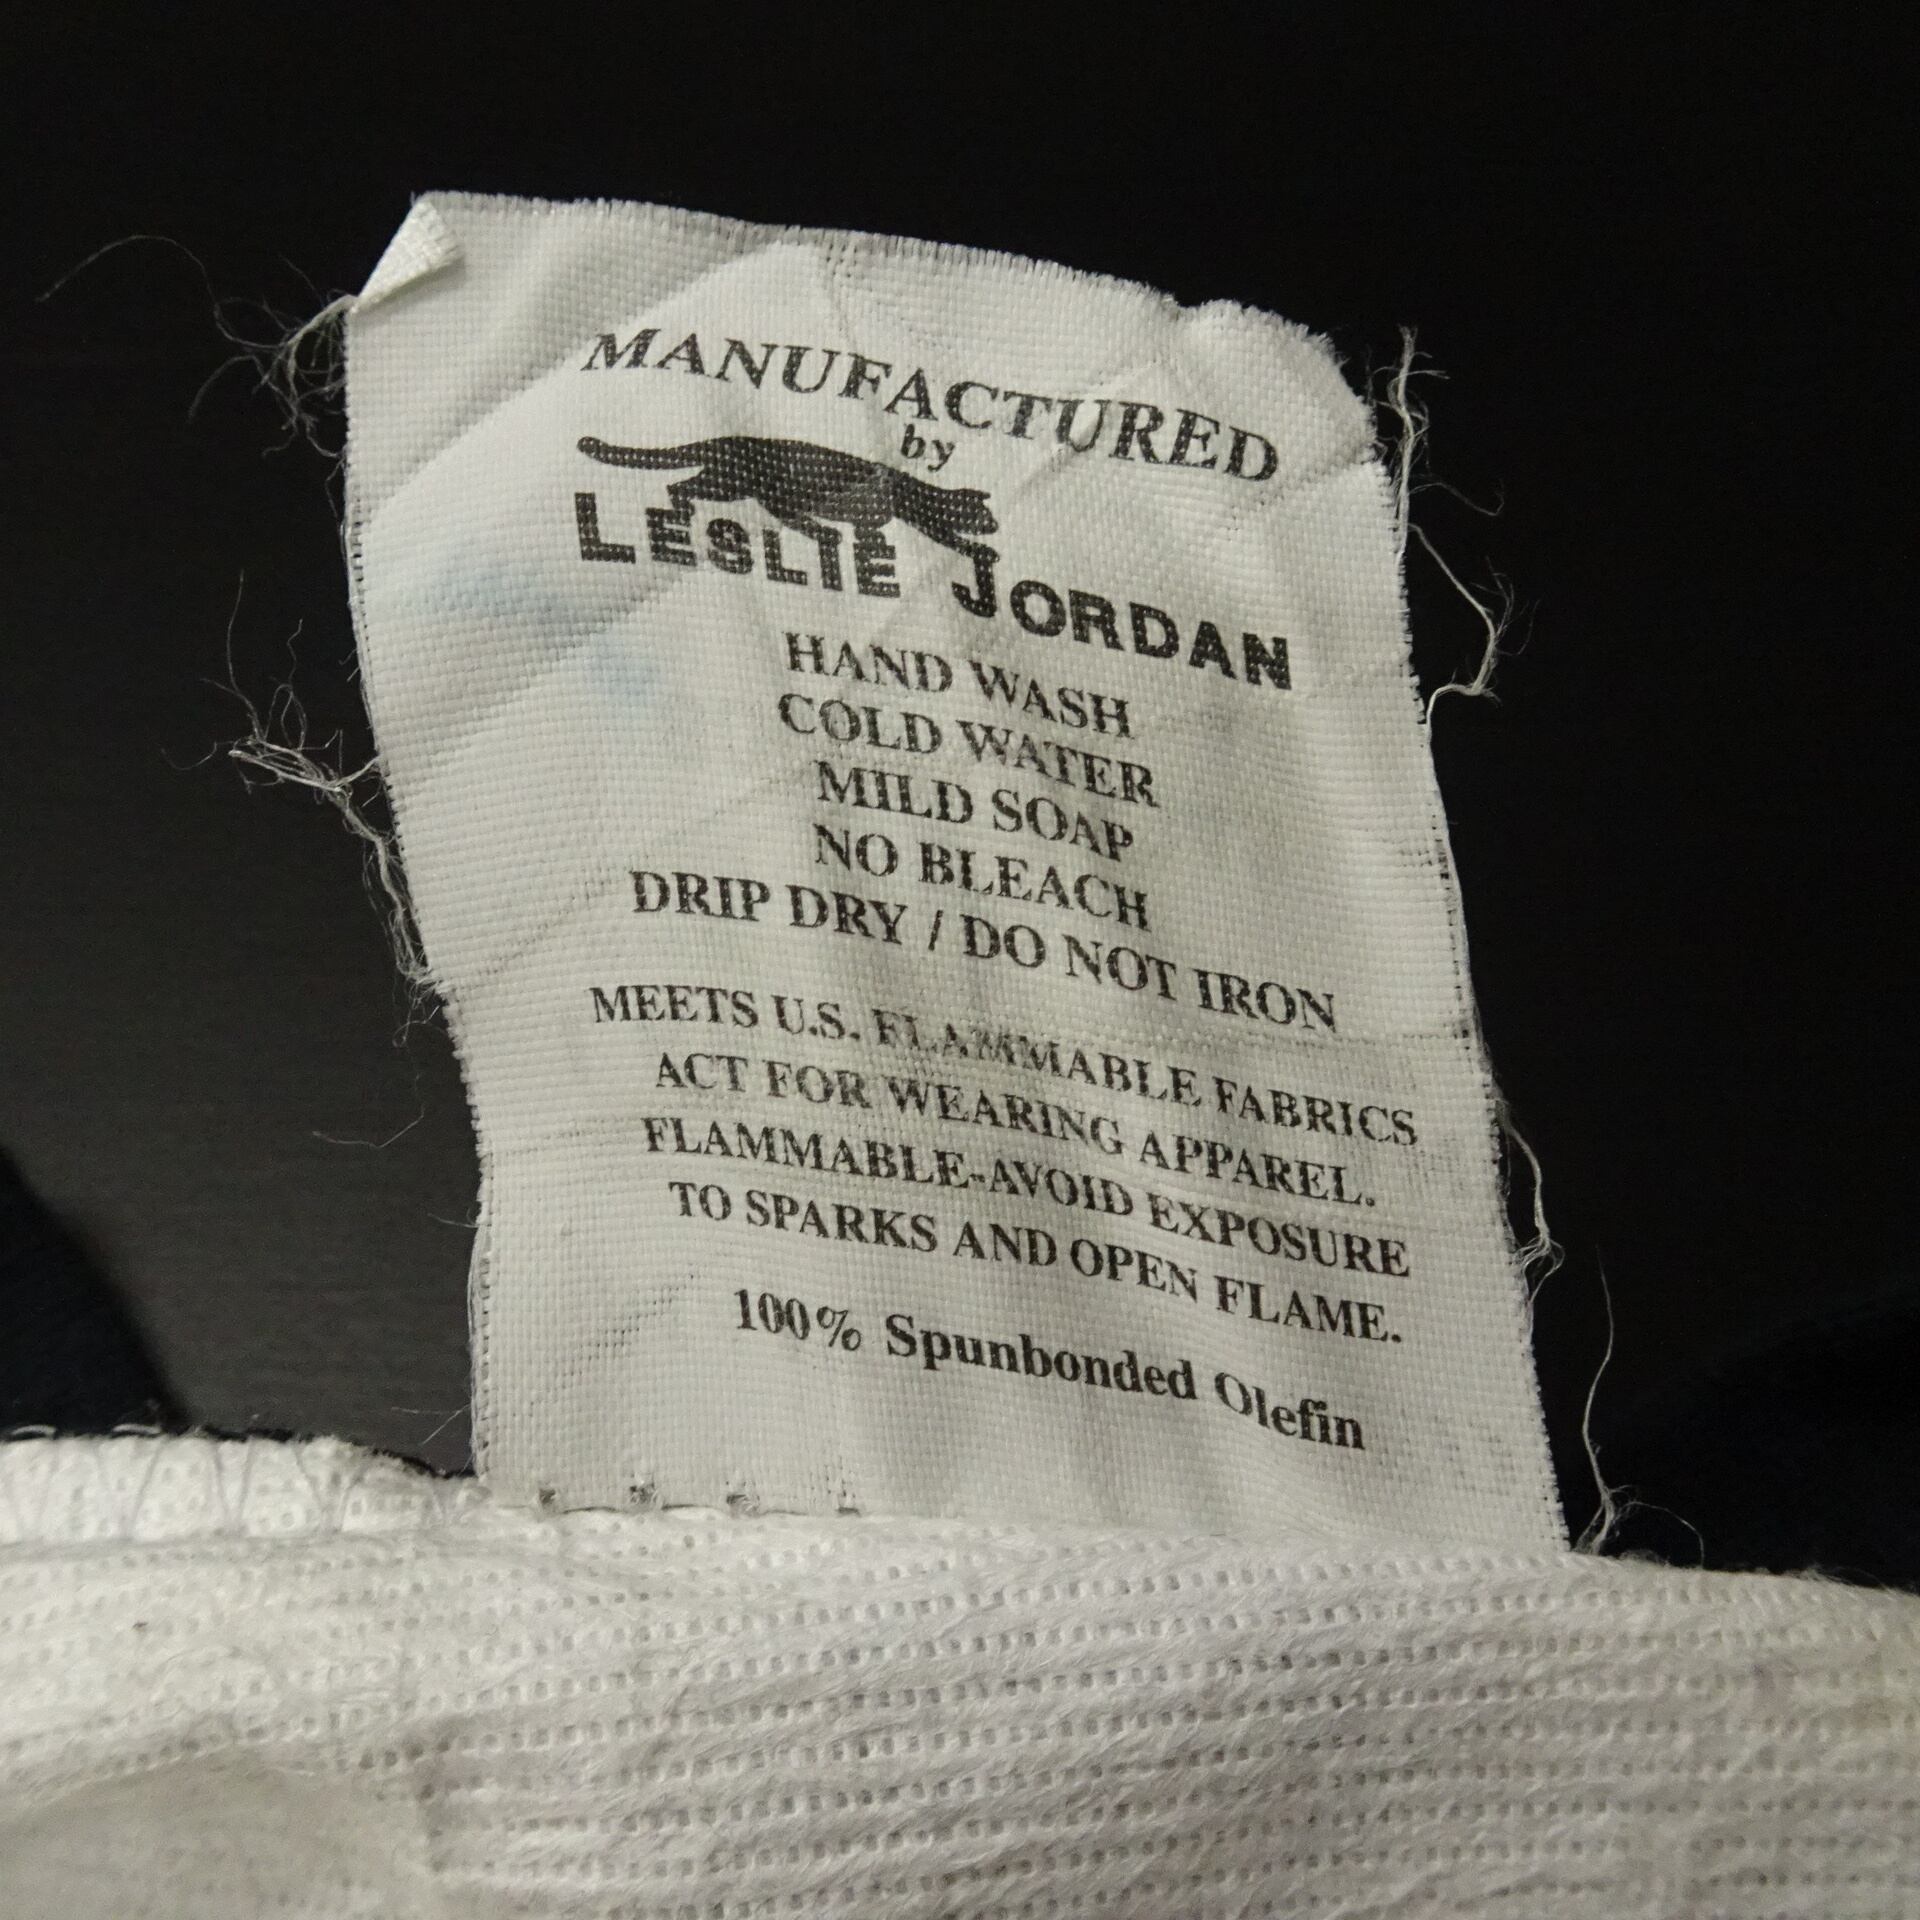 MANUFACTURED
by
LESLIE JORDAN
HAND WASH
COLD WATER
MILD SOAP
NO BLEACH
DRIP DRY / DO NOT IRON
MEETS U.S. FLAMMABLE FABRICS
ACT FOR WEARING APPAREL.
FLAMMABLE-AVOID EXPOSURE
TO SPARKS AND OPEN FLAME.
100% Spunbonded Olefin